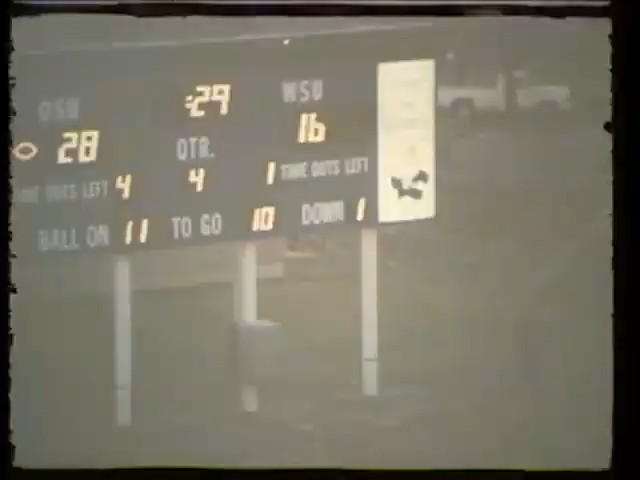 OSU :29 WSU
28 QTR. 16
TIME OUTS LEFT 4 4 1 TIME OUTS LEFT
BALL ON 11 TO GO 10 DOWN 1